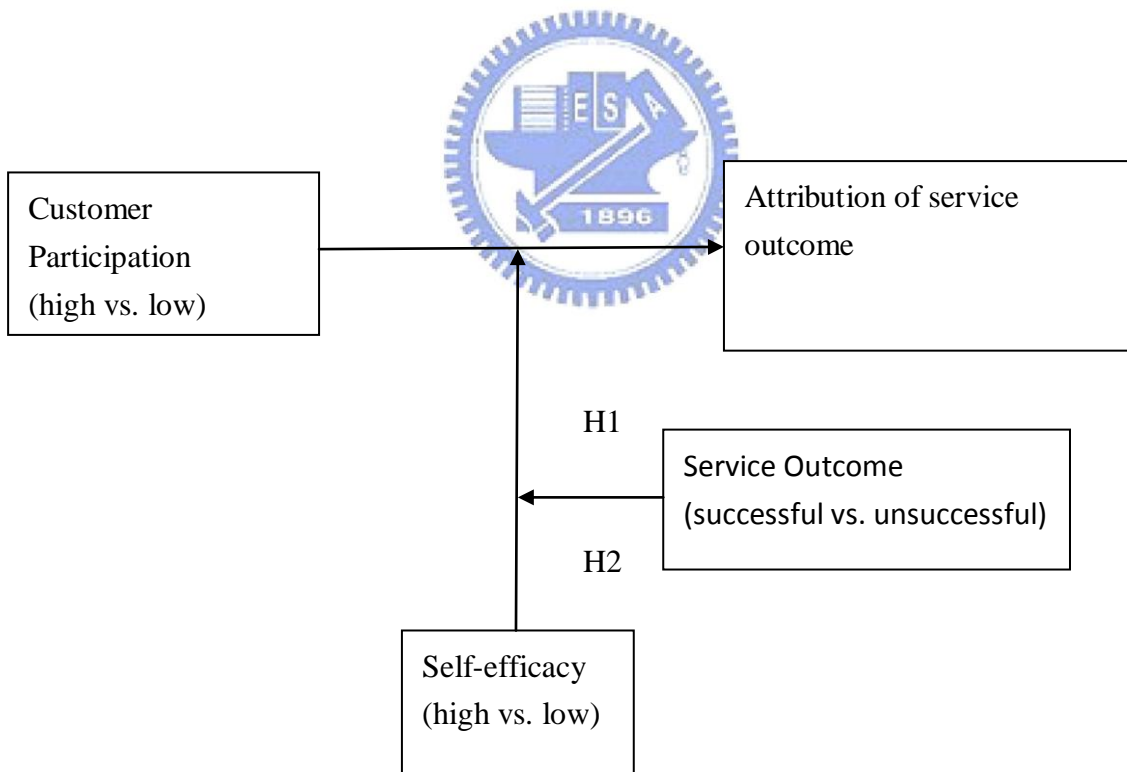 E S A
1896
Customer
Participation
(high vs. low)
Attribution of service
outcome
H1
Service Outcome
(successful vs. unsuccessful)
H2
Self-efficacy
(high vs. low)